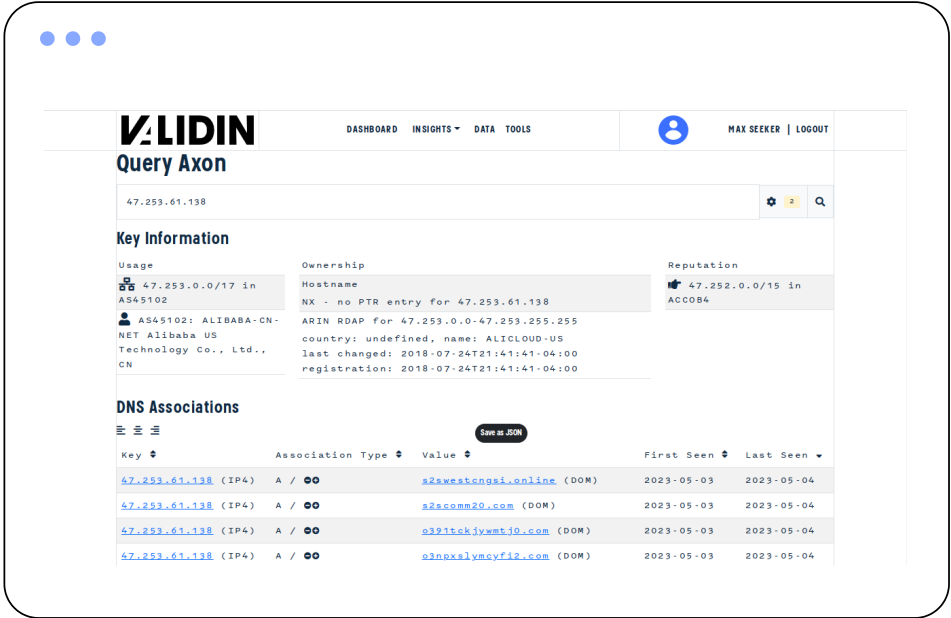 VALIDIN
DASHBOARD INSIGHTS DATA TOOLS
MAX SEEKER | LOGOUT
Query Axon
47.253.61.138
2
Key Information
Usage
47.253.0.0/17 in
AS45102
AS45102: ALIBABA-CN-
NET Alibaba US
Technology Co., Ltd.,
CN
Ownership
Hostname
NX - no PTR entry for 47.253.61.138
ARIN RDAP for 47.253.0.0-47.253.255.255
country: undefined, name: ALICLOUD-US
last changed: 2018-07-24T21:41:41-04:00
registration: 2018-07-24T21:41:41-04:00
Reputation
47.252.0.0/15 in
ACCOB4
DNS Associations
Save as JSON
Key Association Type Value First Seen Last Seen
47.253.61.138 (IP4) A / s2swestcngsi.online (DOM) 2023-05-03 2023-05-04
47.253.61.138 (IP4) A / s2scomm20.com (DOM) 2023-05-03 2023-05-04
47.253.61.138 (IP4) A / o391tckjywmtj0.com (DOM) 2023-05-03 2023-05-04
47.253.61.138 (IP4) A / o3npxslymcyfi2.com (DOM) 2023-05-03 2023-05-04